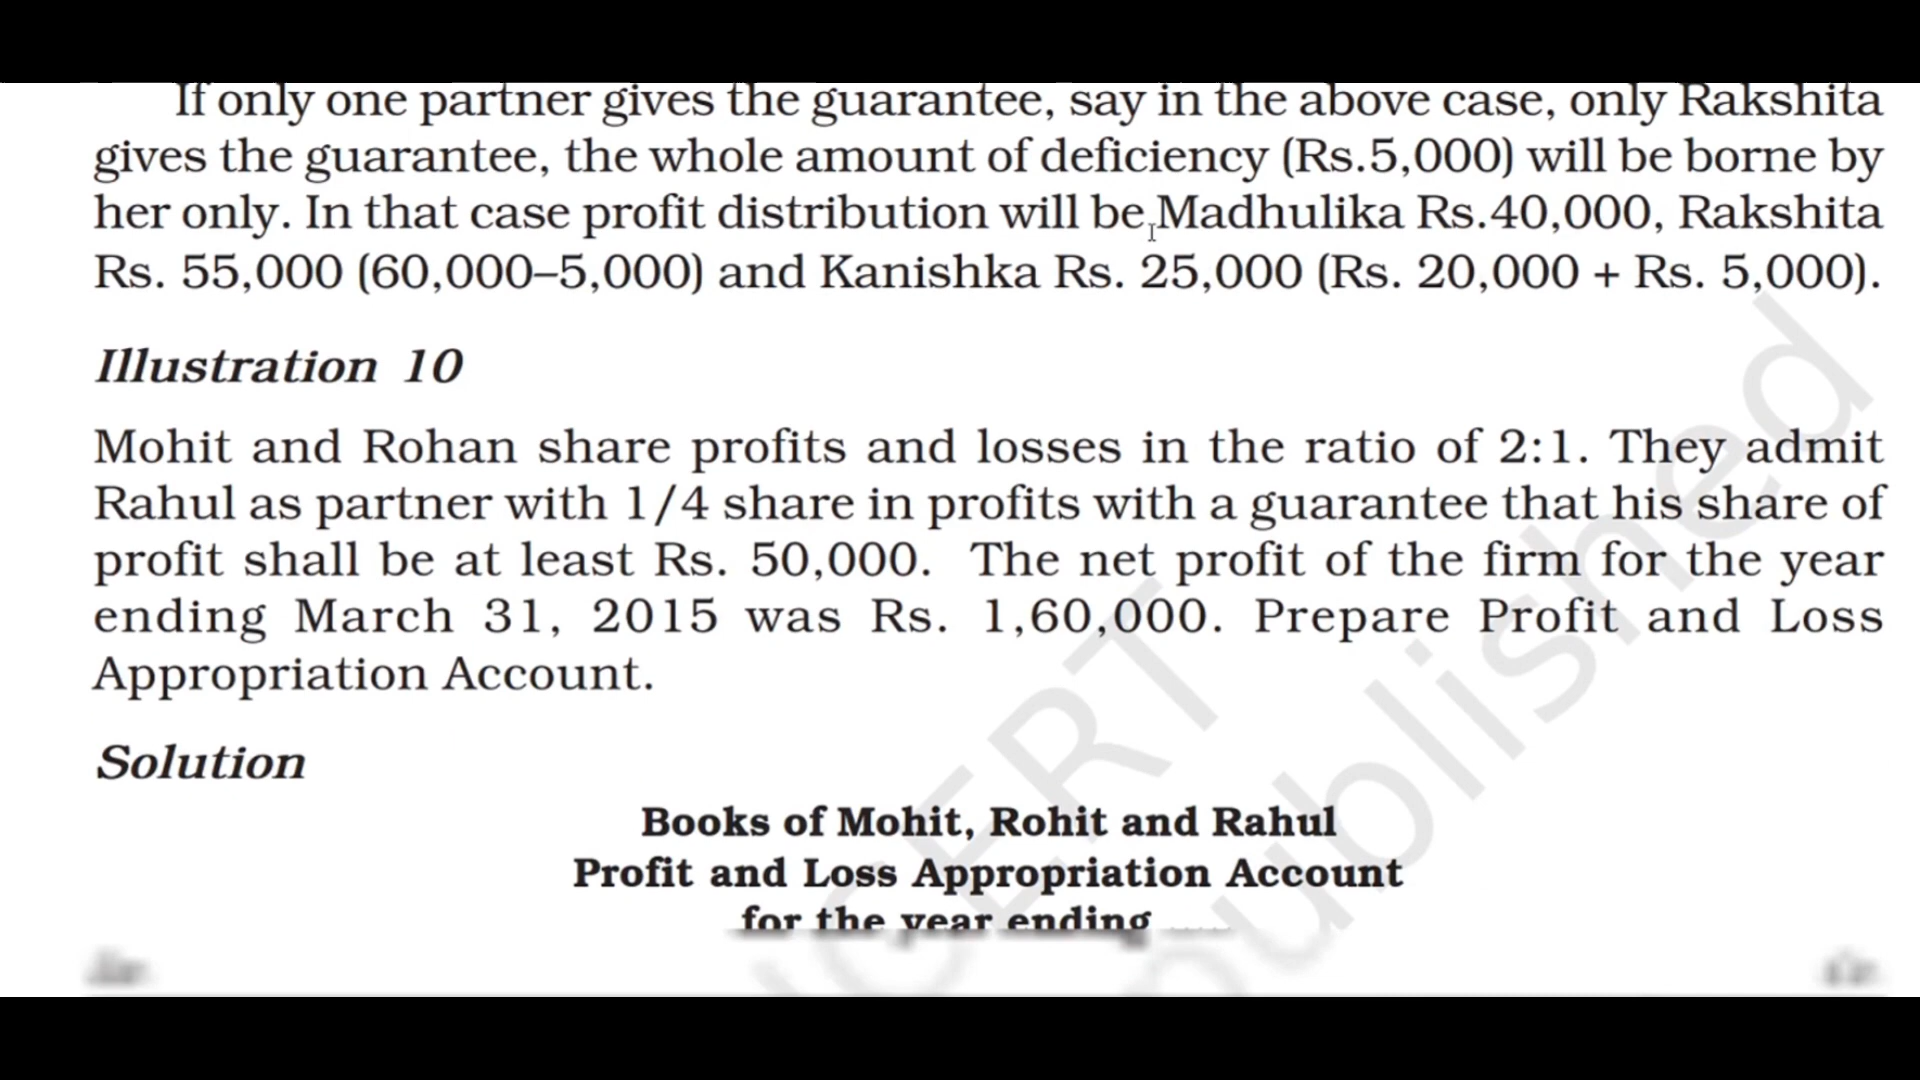 If only one partner gives the guarantee, say in the above case, only Rakshita
gives the guarantee, the whole amount of deficiency (Rs.5,000) will be borne by
her only. In that case profit distribution will be Madhulika Rs.40,000, Rakshita
Rs. 55,000 (60,000–5,000) and Kanishka Rs. 25,000 (Rs. 20,000 + Rs. 5,000).
Illustration 10
Mohit and Rohan share profits and losses in the ratio of 2:1. They admit
Rahul as partner with 1/4 share in profits with a guarantee that his share of
profit shall be at least Rs. 50,000. The net profit of the firm for the year
ending March 31, 2015 was Rs. 1,60,000. Prepare Profit and Loss
Appropriation Account.
Solution
Books of Mohit, Rohit and Rahul
Profit and Loss Appropriation Account
for the year ending
NCERT
published